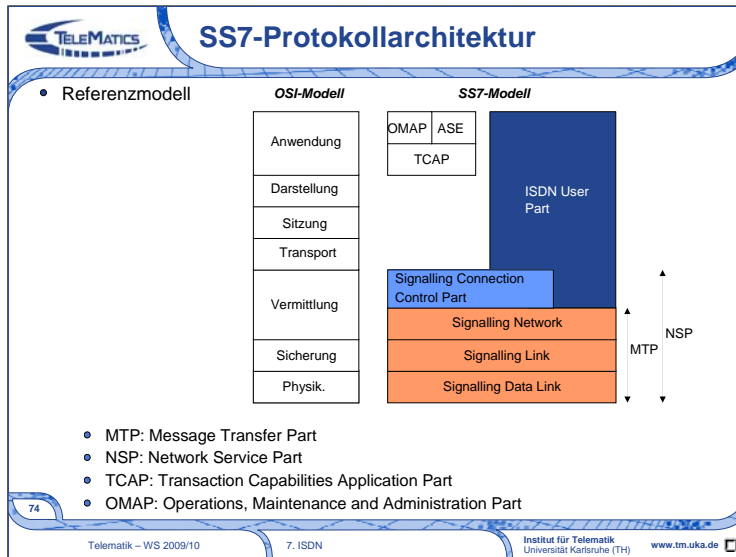 TELEMATICS
SS7-Protokollarchitektur
Referenzmodell
OSI-Modell
SS7-Modell
Anwendung
Darstellung
Sitzung
Transport
Vermittlung
Sicherung
Physik.
OMAP
ASE
TCAP
ISDN User
Part
Signalling Connection
Control Part
Signalling Network
Signalling Link
Signalling Data Link
MTP
NSP
MTP: Message Transfer Part
NSP: Network Service Part
TCAP: Transaction Capabilities Application Part
OMAP: Operations, Maintenance and Administration Part
74
Telematik – WS 2009/10
7. ISDN
Institut für Telematik
Universität Karlsruhe (TH)
www.tm.uka.de